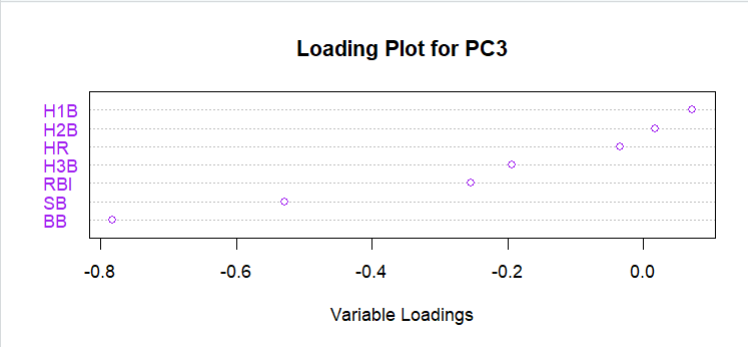 Loading Plot for PC3
H1B
H2B
HR
H3B
RBI
SB
BB
-0.8 -0.6 -0.4 -0.2 0.0
Variable Loadings